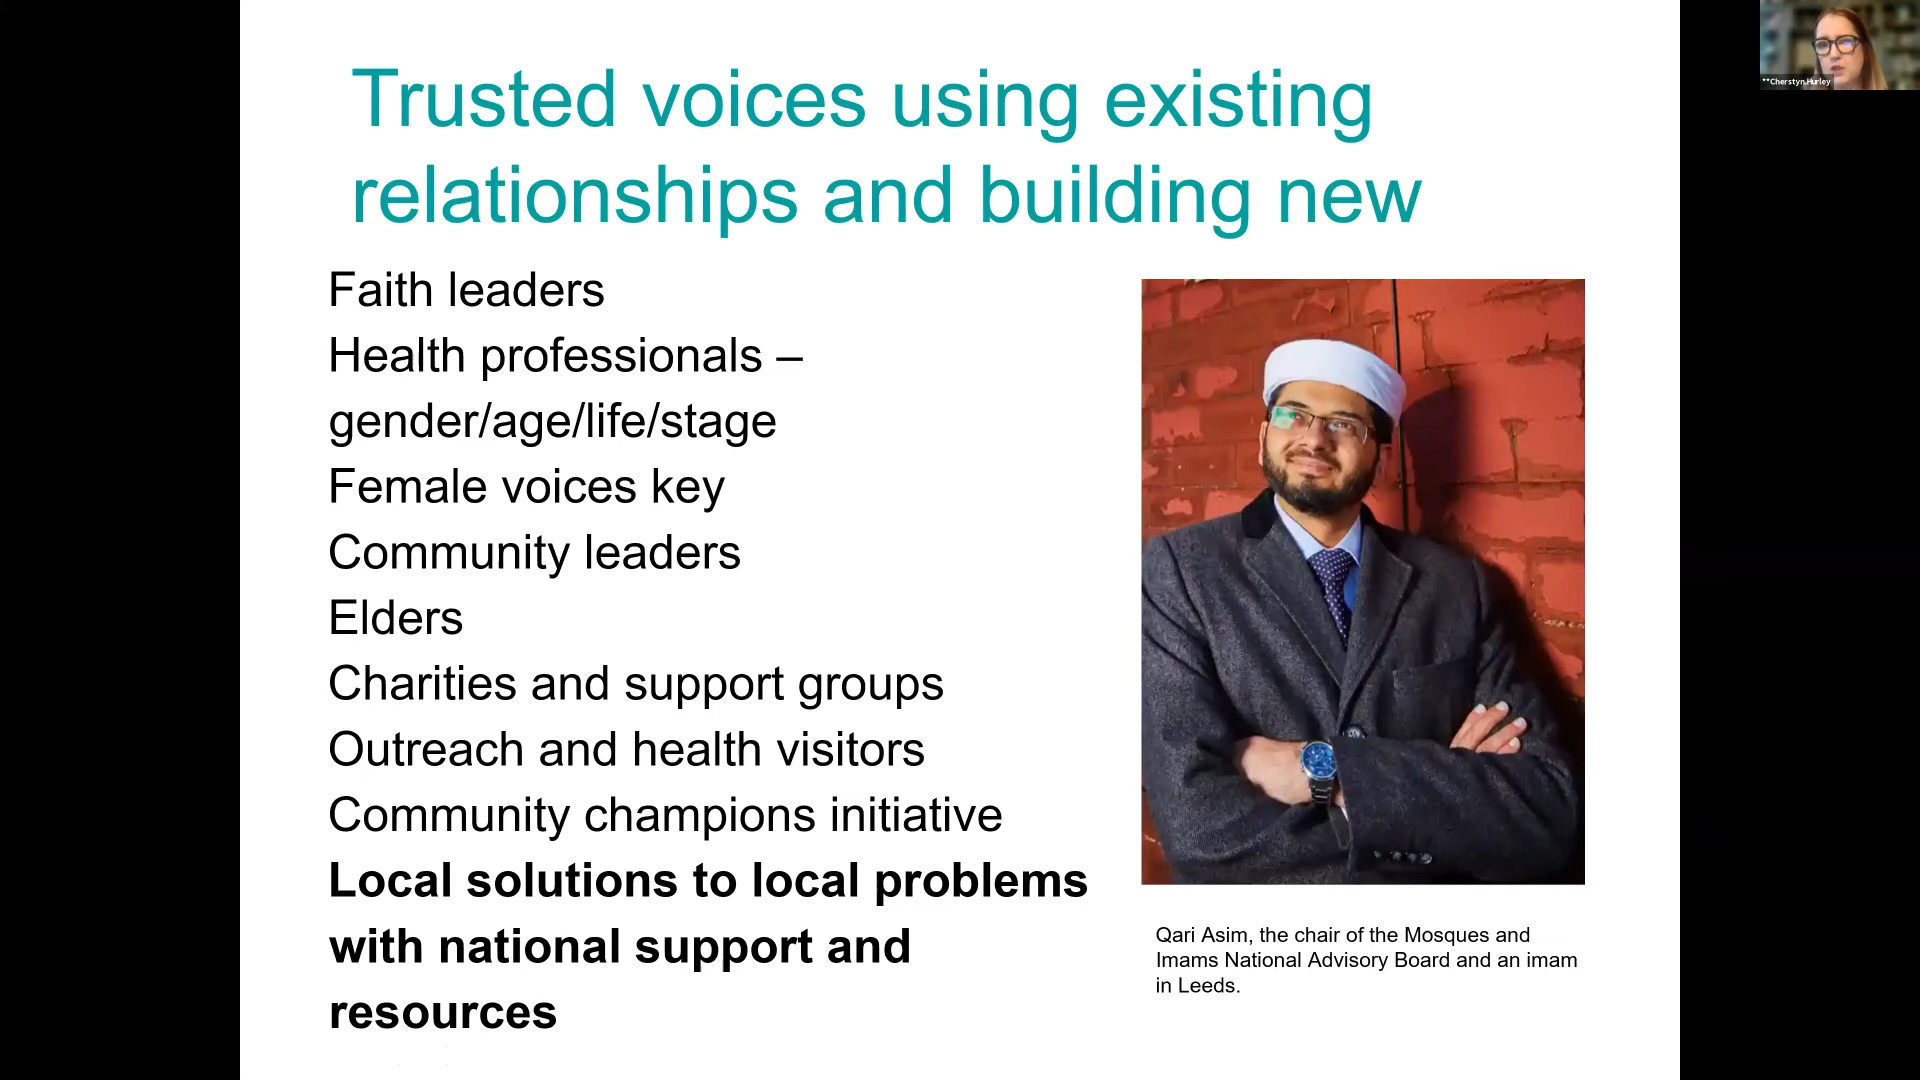 Trusted voices using existing
relationships and building new
Faith leaders
Health professionals –
gender/age/life/stage
Female voices key
Community leaders
Elders
Charities and support groups
Outreach and health visitors
Community champions initiative
Local solutions to local problems
with national support and
resources
Qari Asim, the chair of the Mosques and
Imams National Advisory Board and an imam
in Leeds.
**Cherstyn.Hurley